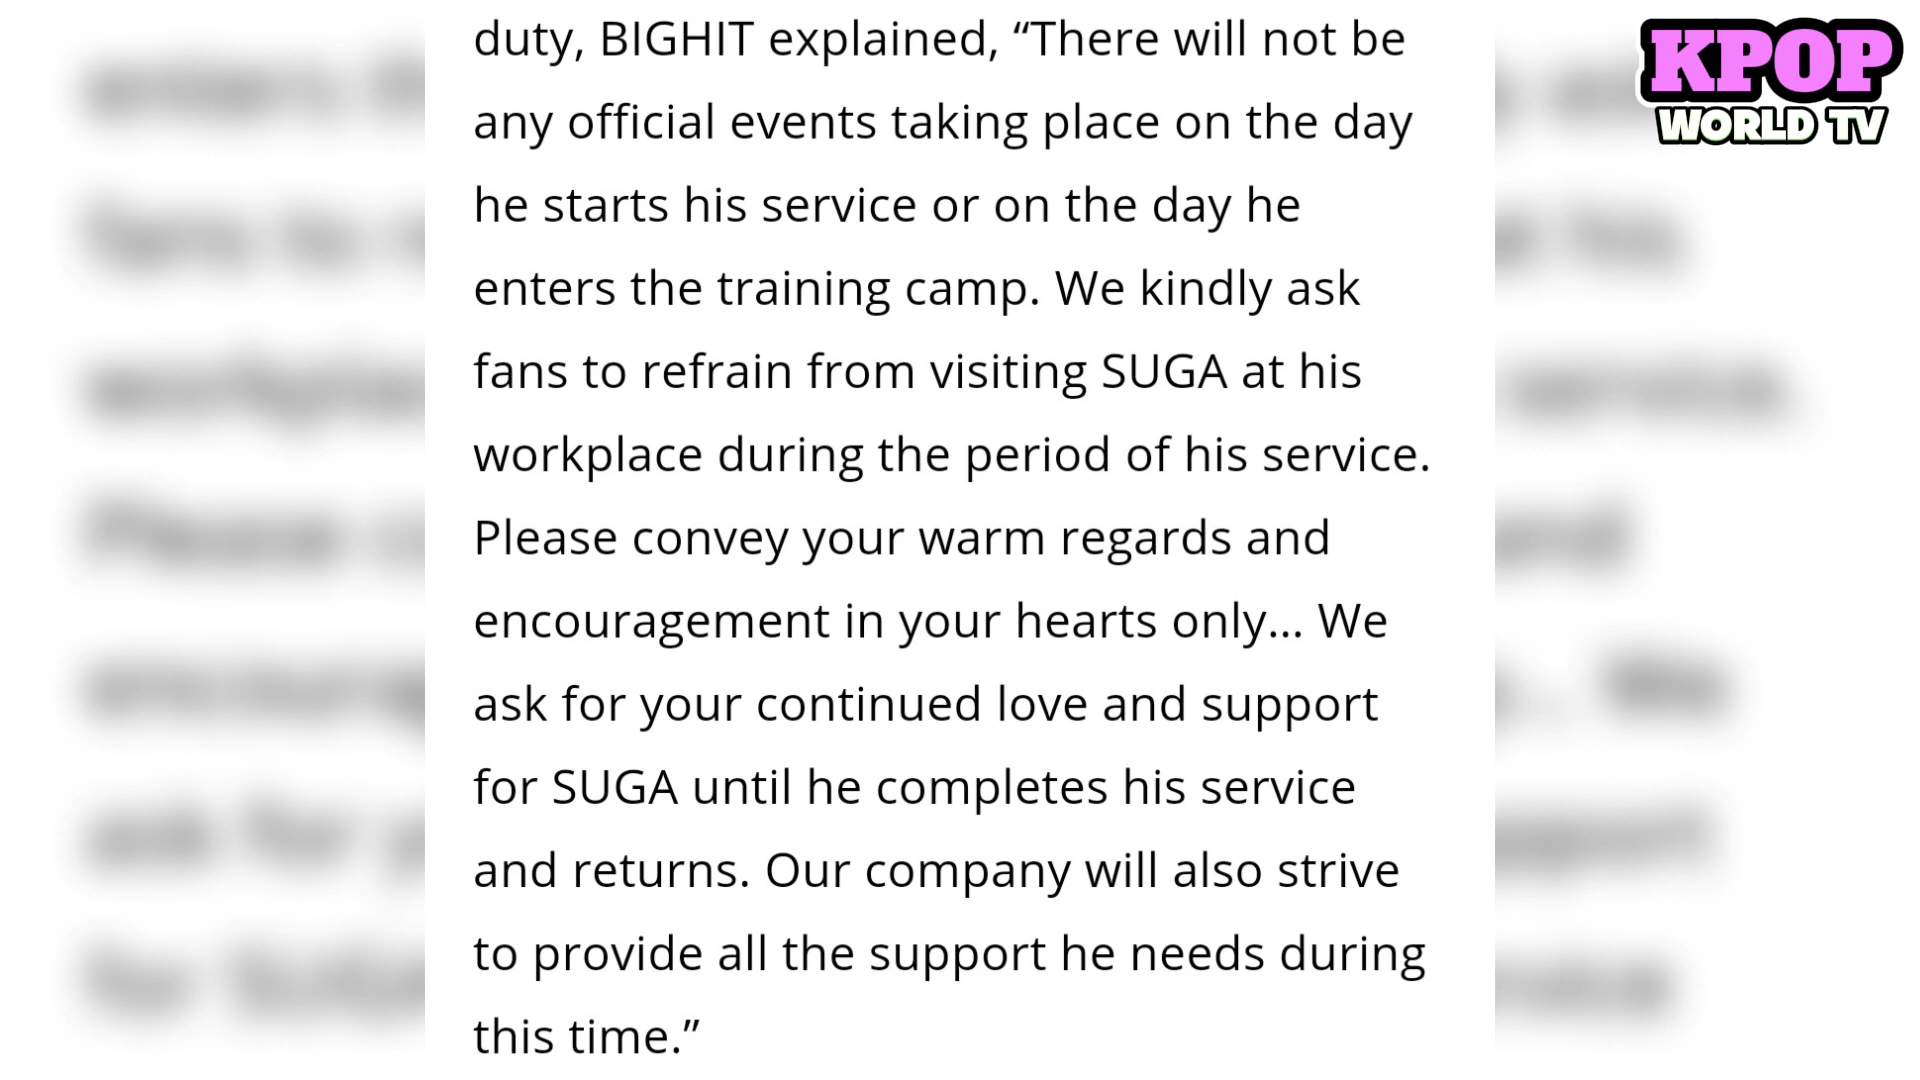 duty, BIGHIT explained, “There will not be
any official events taking place on the day
he starts his service or on the day he
enters the training camp. We kindly ask
fans to refrain from visiting SUGA at his
workplace during the period of his service.
Please convey your warm regards and
encouragement in your hearts only... We
ask for your continued love and support
for SUGA until he completes his service
and returns. Our company will also strive
to provide all the support he needs during
this time.”
KPOP
WORLD TV